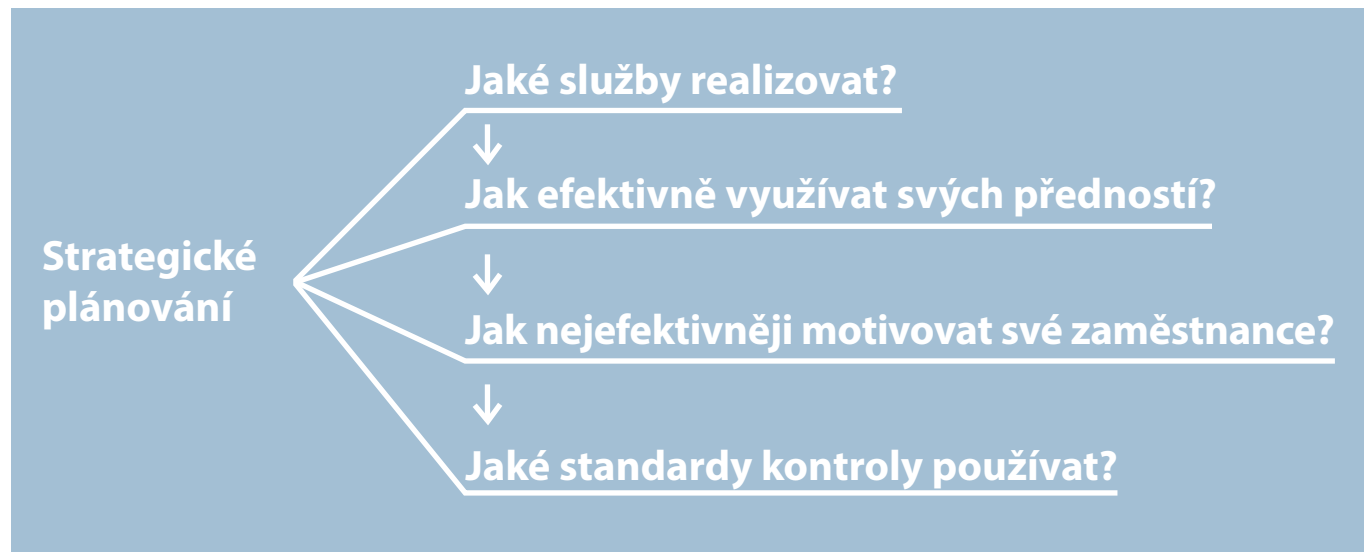 Jaké služby realizovat?
Jak efektivně využívat svých předností?
Strategické
plánování
Jak nejefektivněji motivovat své zaměstnance?
Jaké standardy kontroly používat?